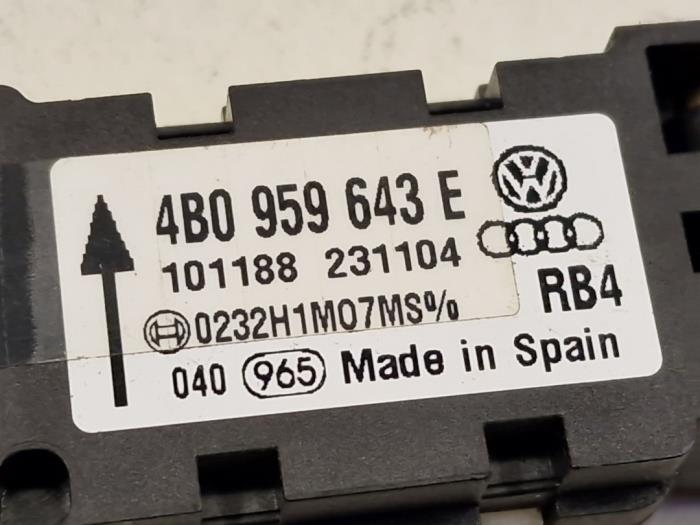 4B0 959 643 E
101188 231104
0232H1M07MS%
RB4
040 965 Made in Spain